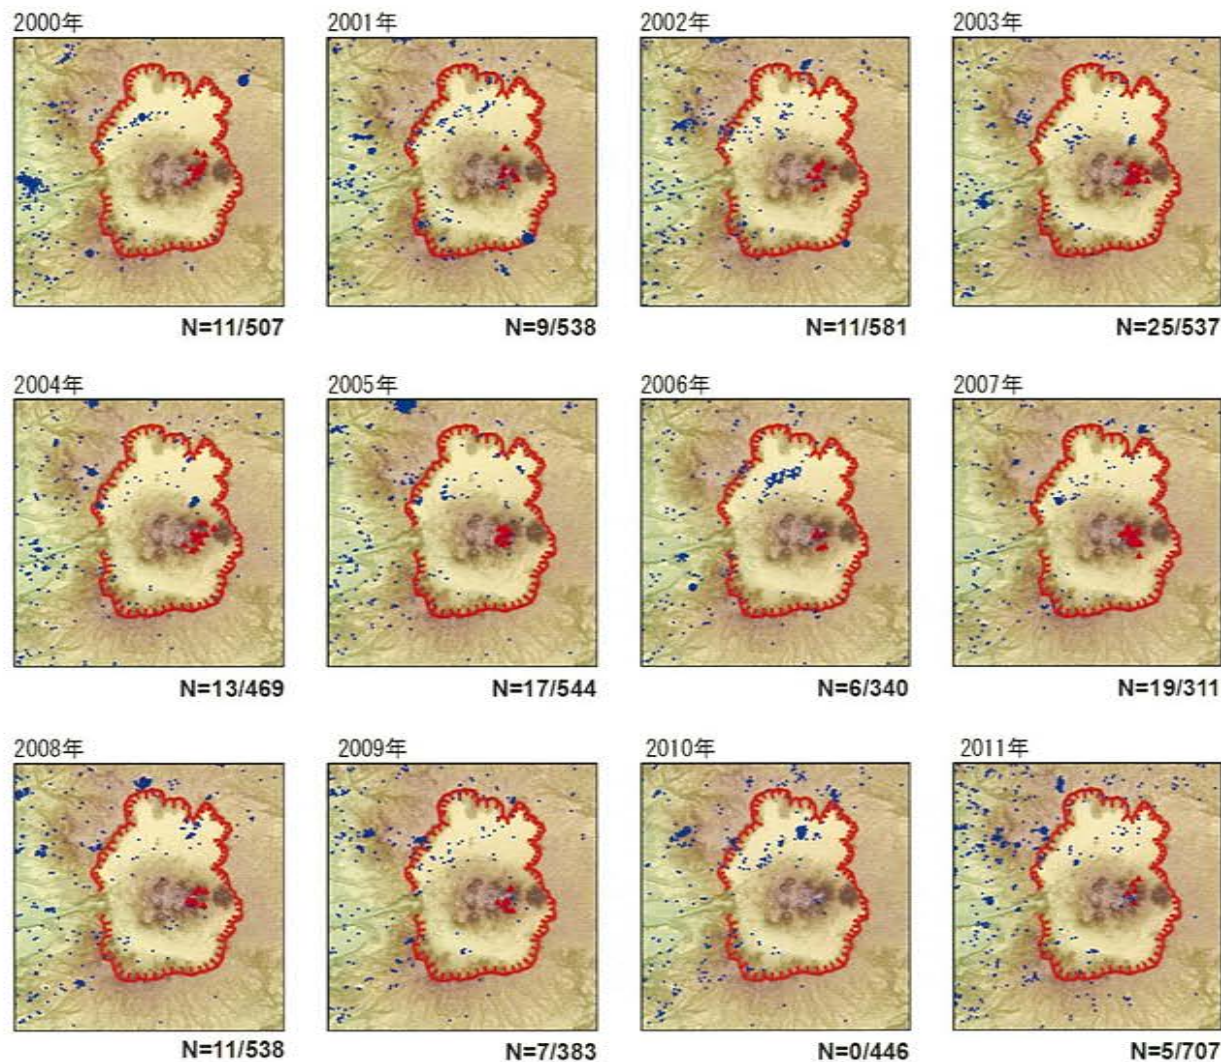 2000年 2001年 2002年 2003年
N=11/507 N=9/538 N=11/581 N=25/537
2004年 2005年 2006年 2007年
N=13/469 N=17/544 N=6/340 N=19/311
2008年 2009年 2010年 2011年
N=11/538 N=7/383 N=0/446 N=5/707